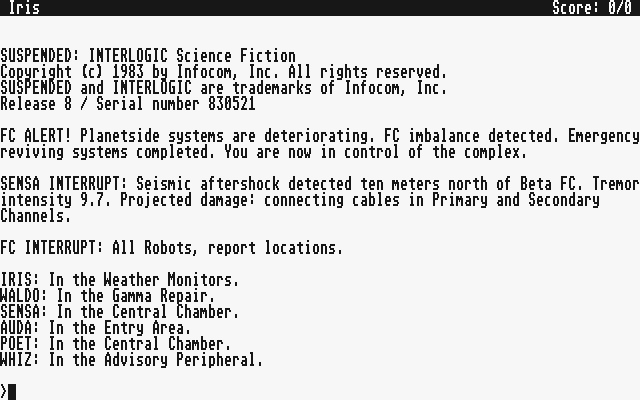 Iris Score: 0/0
SUSPENDED: INTERLOGIC Science Fiction
Copyright (c) 1983 by Infocom, Inc. All rights reserved.
SUSPENDED and INTERLOGIC are trademarks of Infocom, Inc.
Release 8 / Serial number 830521
FC ALERT! Planetside systems are deteriorating. FC imbalance detected. Emergency
reviving systems completed. You are now in control of the complex.
SENSA INTERRUPT: Seismic aftershock detected ten meters north of Beta FC. Tremor
intensity 9.7. Projected damage: connecting cables in Primary and Secondary
Channels.
FC INTERRUPT: All Robots, report locations.
IRIS: In the Weather Monitors.
WALDO: In the Gamma Repair.
SENSA: In the Central Chamber.
AUDA: In the Entry Area.
POET: In the Central Chamber.
WHIZ: In the Advisory Peripheral.
>